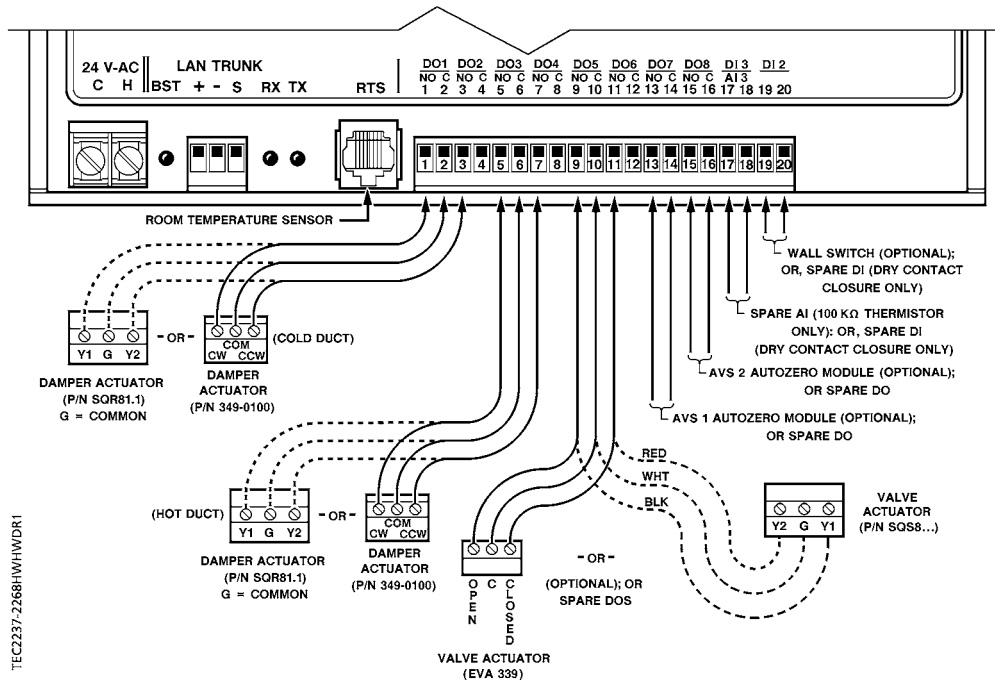 24 V-AC
C H
LAN TRUNK
BST + - S RX TX
RTS
DO1 DO2 DO3 DO4 DO5 DO6 DO7 DO8 DI 3 DI 2
NO C NO C NO C NO C NO C NO C NO C NO C AI 3
1 2 3 4 5 6 7 8 9 10 11 12 13 14 15 16 17 18 19 20
1 2 3 4 5 6 7 8 9 10 11 12 13 14 15 16 17 18 19 20
ROOM TEMPERATURE SENSOR
WALL SWITCH (OPTIONAL);
OR, SPARE DI (DRY CONTACT
CLOSURE ONLY)
SPARE AI (100 KΩ THERMISTOR
ONLY): OR, SPARE DI
(DRY CONTACT CLOSURE ONLY)
AVS 2 AUTOZERO MODULE (OPTIONAL);
OR SPARE DO
AVS 1 AUTOZERO MODULE (OPTIONAL);
OR SPARE DO
Y1 G Y2
- OR -
COM
CW CCW
(COLD DUCT)
DAMPER ACTUATOR
(P/N SQR81.1)
G = COMMON
DAMPER
ACTUATOR
(P/N 349-0100)
(HOT DUCT)
Y1 G Y2
- OR -
COM
CW CCW
DAMPER ACTUATOR
(P/N SQR81.1)
G = COMMON
DAMPER
ACTUATOR
(P/N 349-0100)
OPEN
C
CLOSED
VALVE ACTUATOR
(EVA 339)
- OR -
(OPTIONAL); OR
SPARE DOS
RED
WHT
BLK
Y2 G Y1
VALVE
ACTUATOR
(P/N SQS8...)
TEC2237-2268HWHWDR1